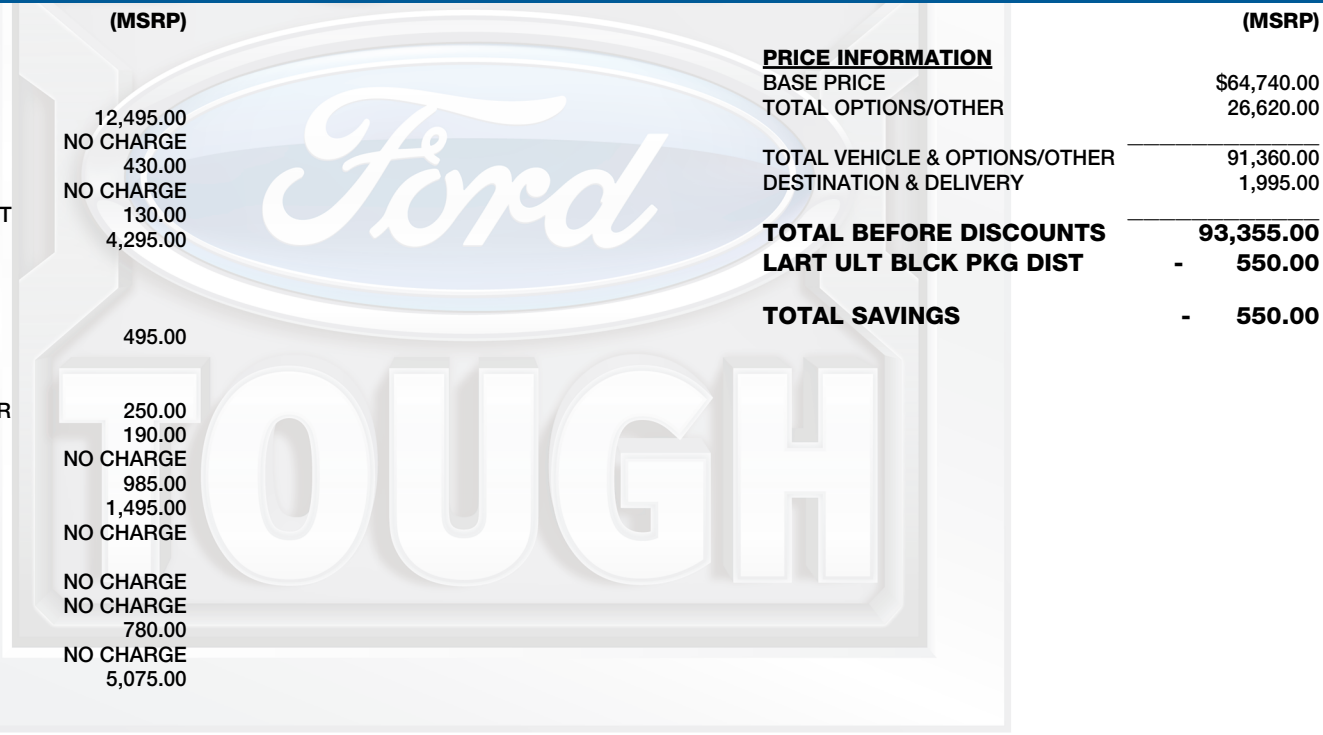 (MSRP)
12,495.00
NO CHARGE
430.00
NO CHARGE
T 130.00
4,295.00
495.00
R 250.00
190.00
NO CHARGE
985.00
1,495.00
NO CHARGE
NO CHARGE
NO CHARGE
780.00
NO CHARGE
5,075.00
Ford
TOUGH
(MSRP)
PRICE INFORMATION
BASE PRICE $64,740.00
TOTAL OPTIONS/OTHER 26,620.00
TOTAL VEHICLE & OPTIONS/OTHER 91,360.00
DESTINATION & DELIVERY 1,995.00
TOTAL BEFORE DISCOUNTS 93,355.00
LART ULT BLCK PKG DIST - 550.00
TOTAL SAVINGS - 550.00